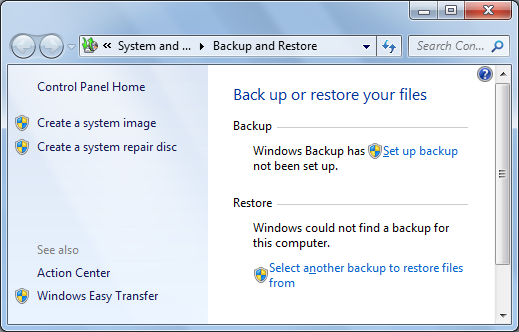 System and ... Backup and Restore Search Con...
Control Panel Home
Create a system image
Create a system repair disc
See also
Action Center
Windows Easy Transfer
Back up or restore your files
Backup
Windows Backup has Set up backup
not been set up.
Restore
Windows could not find a backup for
this computer.
Select another backup to restore files
from